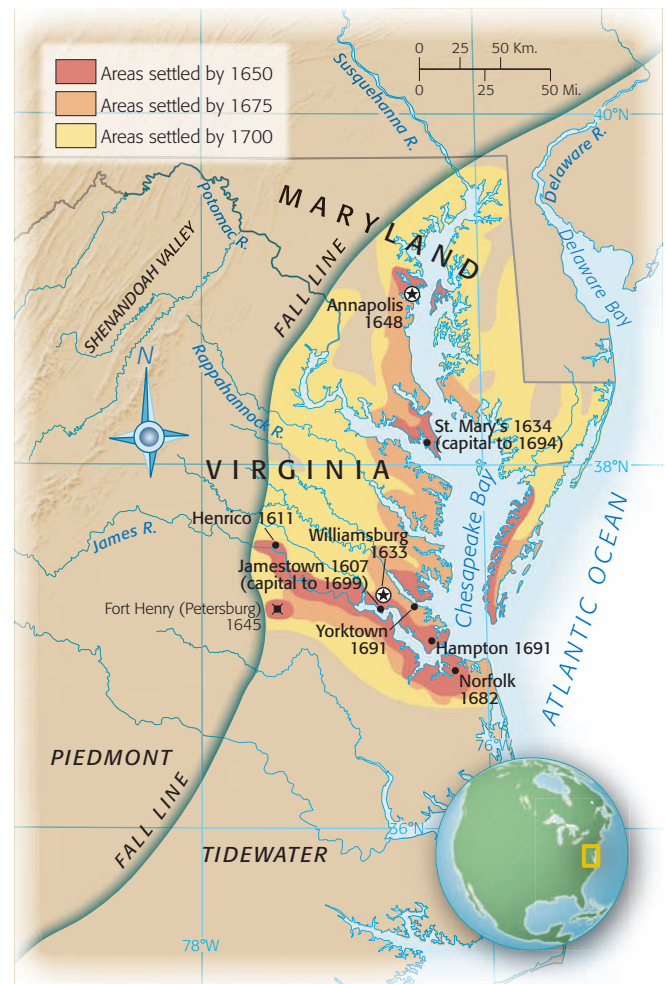 Areas settled by 1650
Areas settled by 1675
Areas settled by 1700
0 25 50 Km.
0 25 50 Mi.
Susquehanna R.
40°N
Delaware R.
Delaware Bay
MARYLAND
Potomac R.
SHENANDOAH VALLEY
FALL LINE
Annapolis
1648
N
Rappahannock R.
St. Mary's 1634
(capital to 1694)
38°N
VIRGINIA
Chesapeake Bay
ATLANTIC OCEAN
James R.
Henrico 1611
Williamsburg
1633
Jamestown 1607
(capital to 1699)
Fort Henry (Petersburg)
1645
Yorktown
1691
Hampton 1691
Norfolk
1682
76°W
PIEDMONT
FALL LINE
36°N
TIDEWATER
78°W